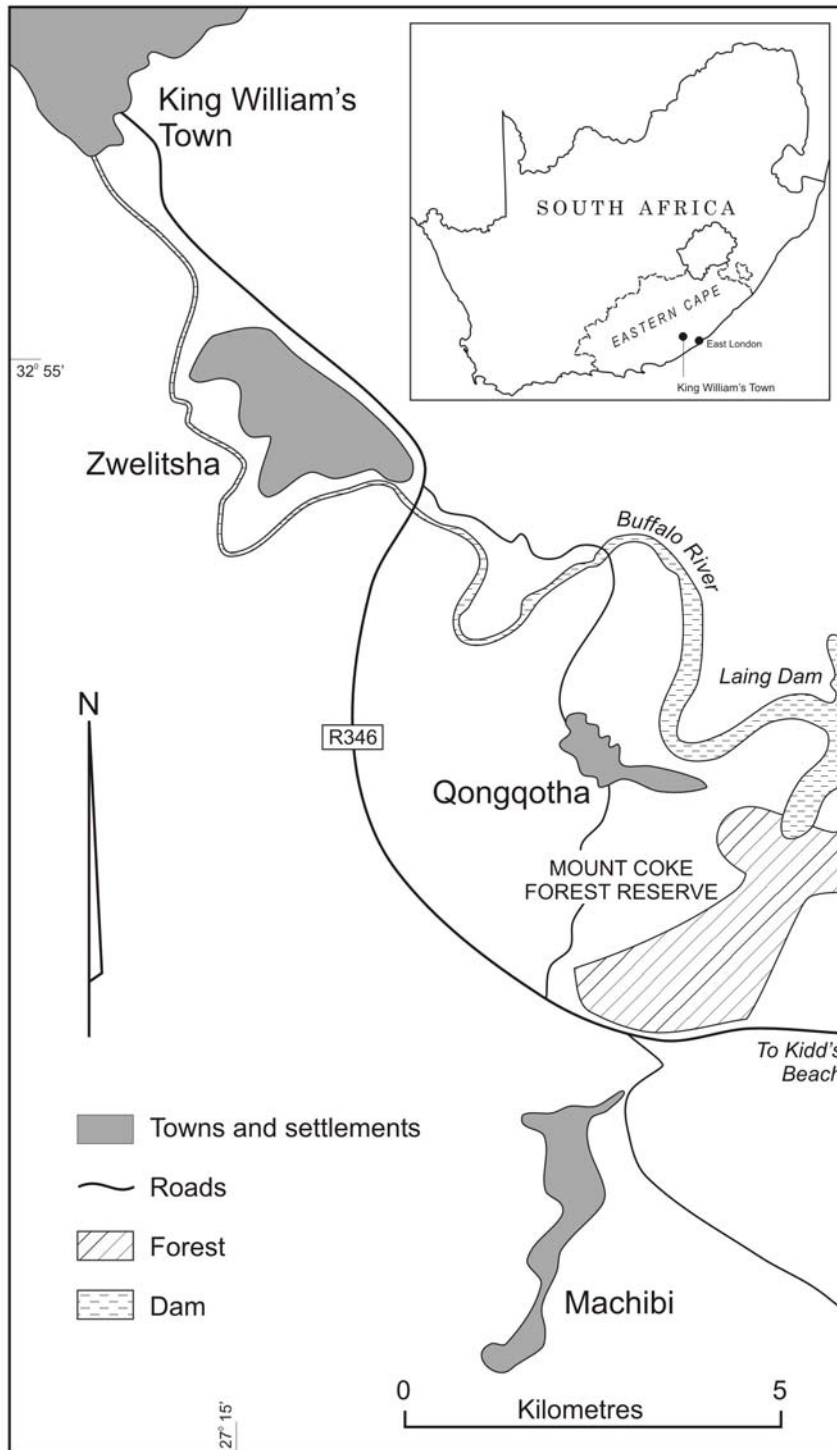 King William's
Town
SOUTH AFRICA
EASTERN CAPE
East London
King William's Town
32° 55'
Zwelitsha
Buffalo River
Laing Dam
N
R346
Qongqotha
MOUNT COKE
FOREST RESERVE
To Kidd's
Beach
Towns and settlements
Roads
Forest
Dam
Machibi
0
5
Kilometres
27° 15'